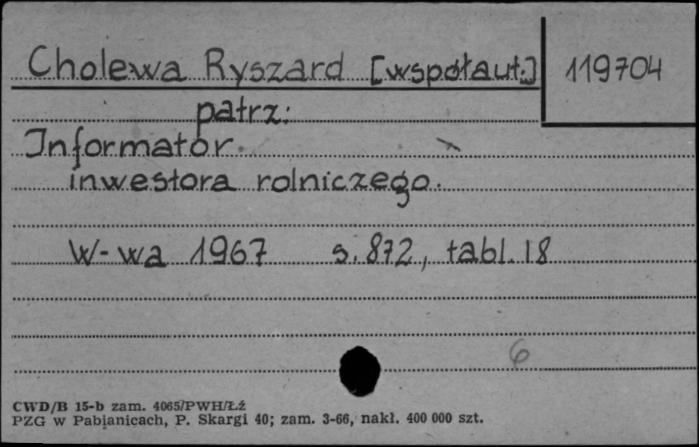 Cholewa Ryszard [współaut.] 119704
patrz:
Informator
inwestora rolniczego.
W-wa 1967 s. 872, tabl. 18
6
CWD/B 15-b zam. 4065/PWH/Łź
PZG w Pabianicach, P. Skargi 40; zam. 3-66, nakł. 400 000 szt.